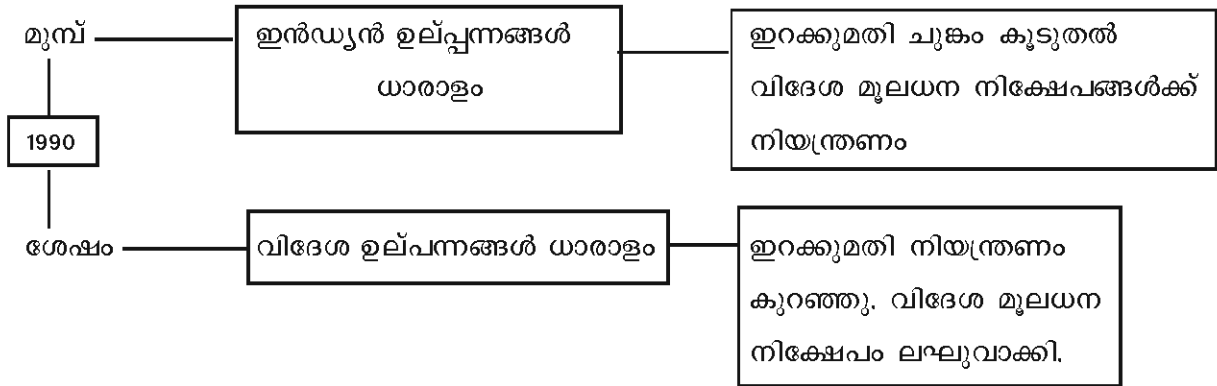 മുമ്പ്
ഇൻഡ്യൻ ഉല്പ്പന്നങ്ങൾ
ധാരാളം
ഇറക്കുമതി ചുങ്കം കൂടുതൽ
വിദേശ മൂലധന നിക്ഷേപങ്ങൾക്ക്
നിയന്ത്രണം
1990
ശേഷം
വിദേശ ഉല്പന്നങ്ങൾ ധാരാളം
ഇറക്കുമതി നിയന്ത്രണം
കുറഞ്ഞു. വിദേശ മൂലധന
നിക്ഷേപം ലഘുവാക്കി.